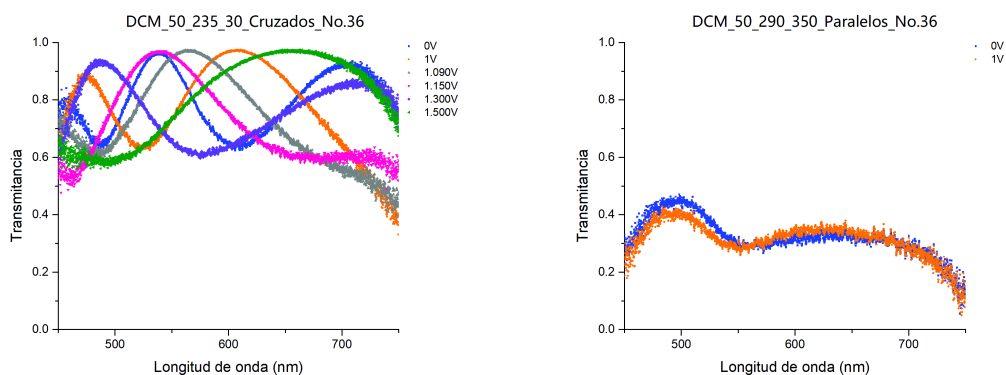 DCM_50_235_30_Cruzados_No.36
1.0
0.8
0.6
0.4
0.2
0.0
Transmitancia
500
600
700
Longitud de onda (nm)
0V
1V
1.090V
1.150V
1.300V
1.500V
DCM_50_290_350_Paralelos_No.36
1.0
0.8
0.6
0.4
0.2
0.0
Transmitancia
500
600
700
Longitud de onda (nm)
0V
1V